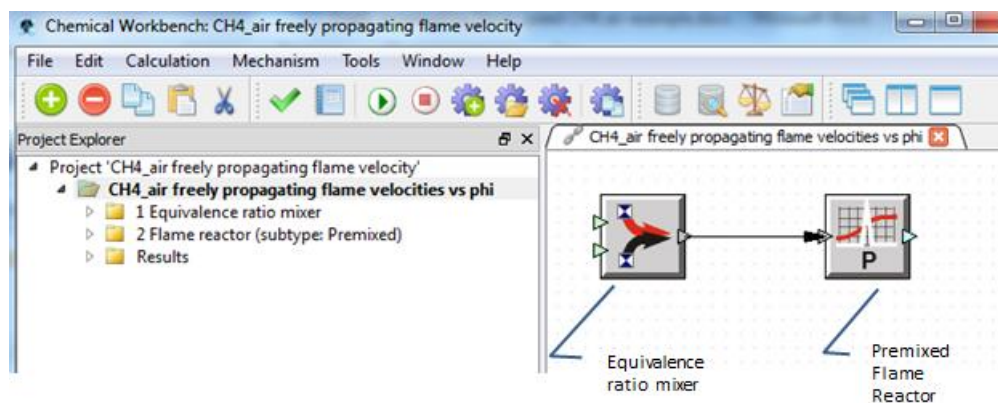 Chemical Workbench: CH4_air freely propagating flame velocity
File Edit Calculation Mechanism Tools Window Help
Project Explorer
CH4_air freely propagating flame velocities vs phi
Project 'CH4_air freely propagating flame velocity'
CH4_air freely propagating flame velocities vs phi
1 Equivalence ratio mixer
2 Flame reactor (subtype: Premixed)
Results
P
Equivalence
ratio mixer
Premixed
Flame
Reactor